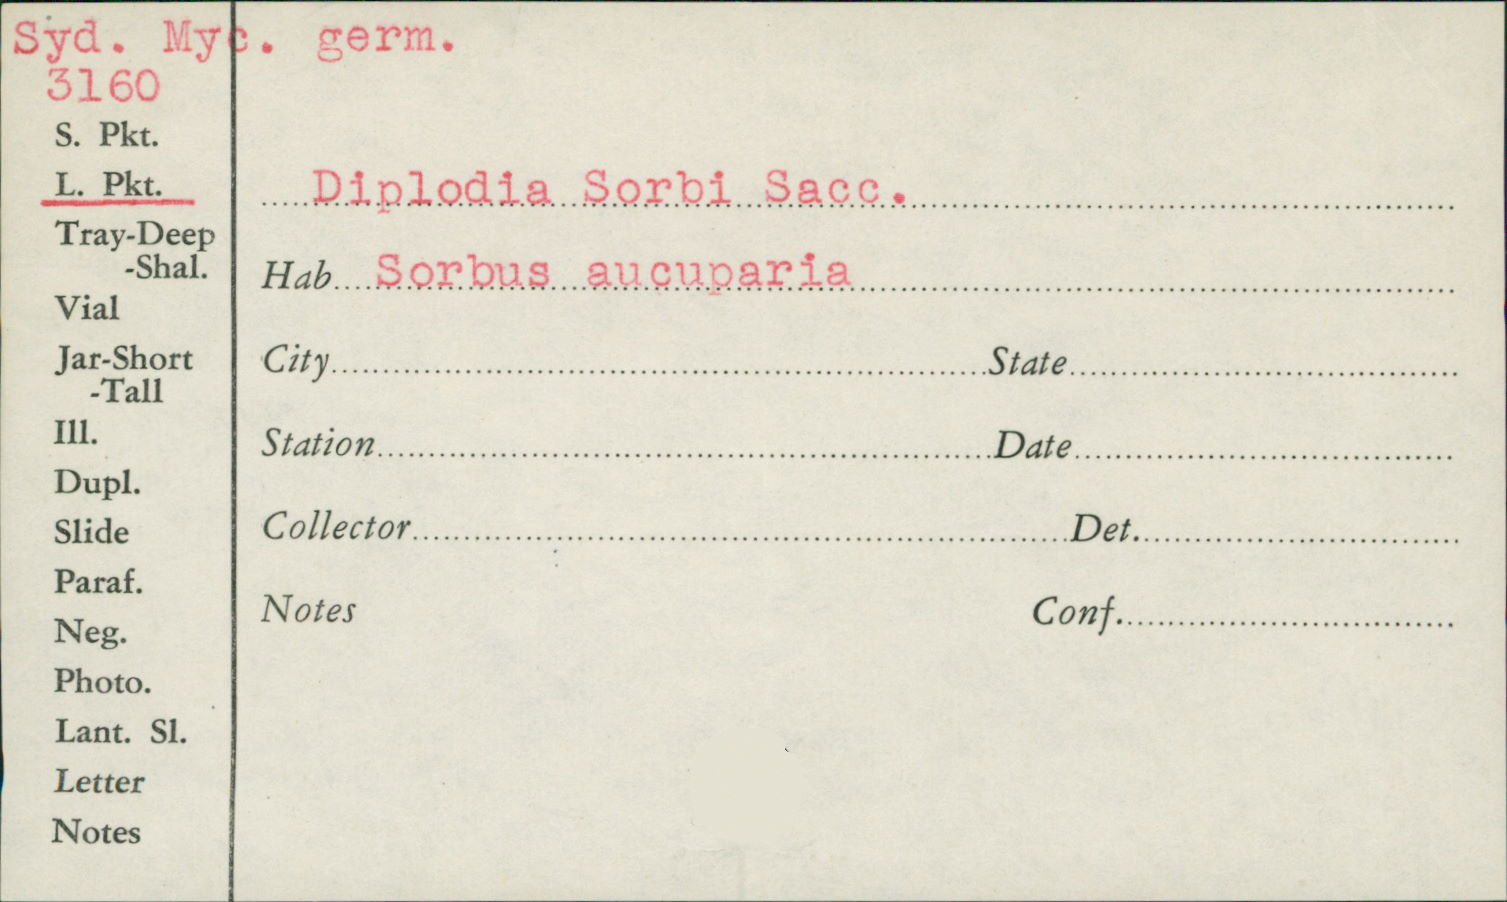 Syd. Myc. germ.
3160
S. Pkt.
L. Pkt.
Tray-Deep
-Shal.
Vial
Jar-Short
-Tall
Ill.
Dupl.
Slide
Paraf.
Neg.
Photo.
Lant. Sl.
Letter
Notes
Diplodia Sorbi Sacc.
Hab. Sorbus aucuparia
City State
Station Date
Collector Det.
Notes Conf.